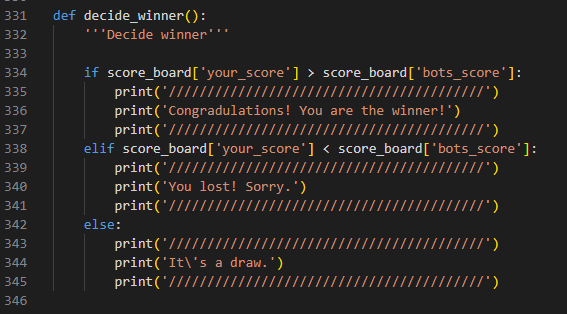 331 def decide_winner():
332     '''Decide winner'''
333
334     if score_board['your_score'] > score_board['bots_score']:
335         print('/////////////////////////////////////////')
336         print('Congradulations! You are the winner!')
337         print('/////////////////////////////////////////')
338     elif score_board['your_score'] < score_board['bots_score']:
339         print('/////////////////////////////////////////')
340         print('You lost! Sorry.')
341         print('/////////////////////////////////////////')
342     else:
343         print('/////////////////////////////////////////')
344         print('It\'s a draw.')
345         print('/////////////////////////////////////////')
346